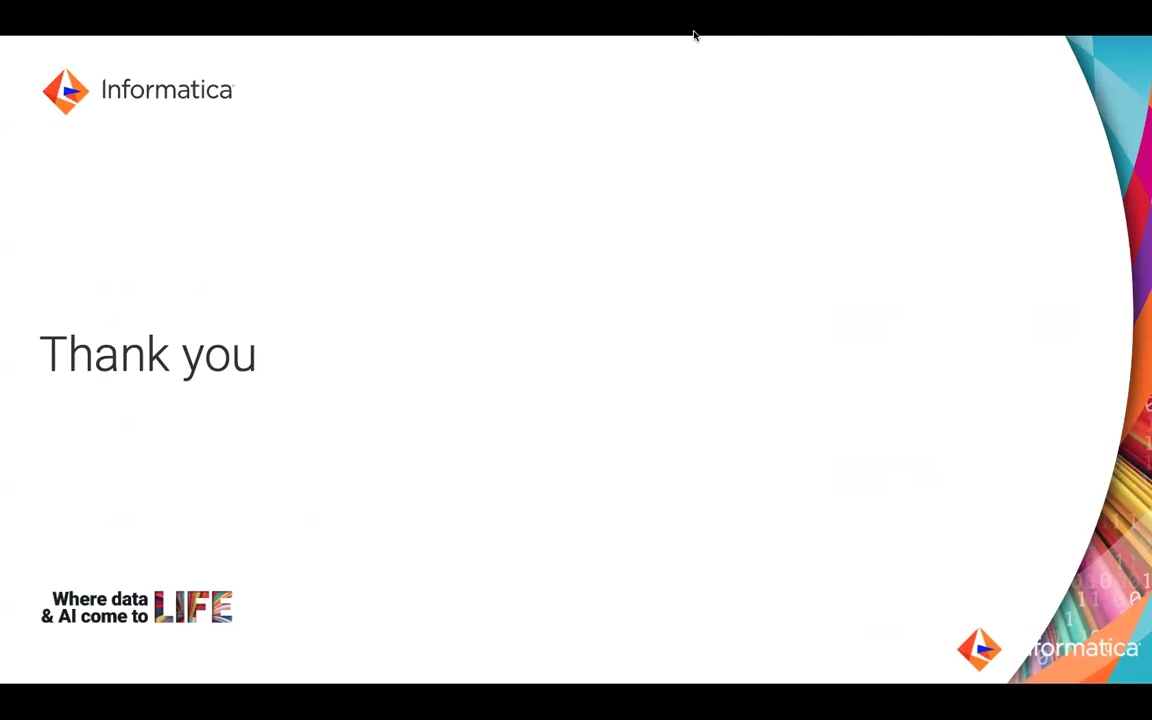 Informatica
Thank you
Where data
& AI come to LIFE
Informatica